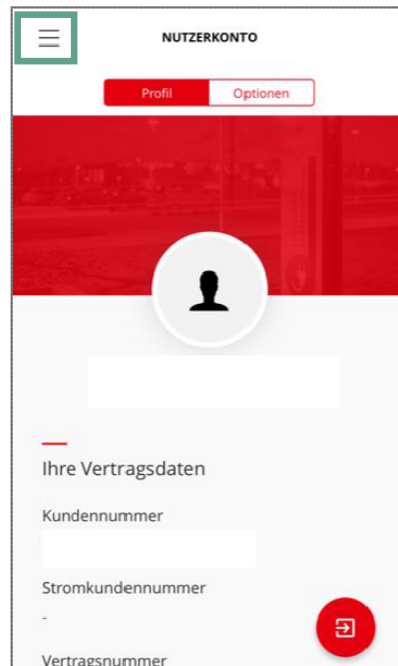 NUTZERKONTO
Profil Optionen
Ihre Vertragsdaten
Kundennummer
Stromkundennummer
-
Vertragsnummer